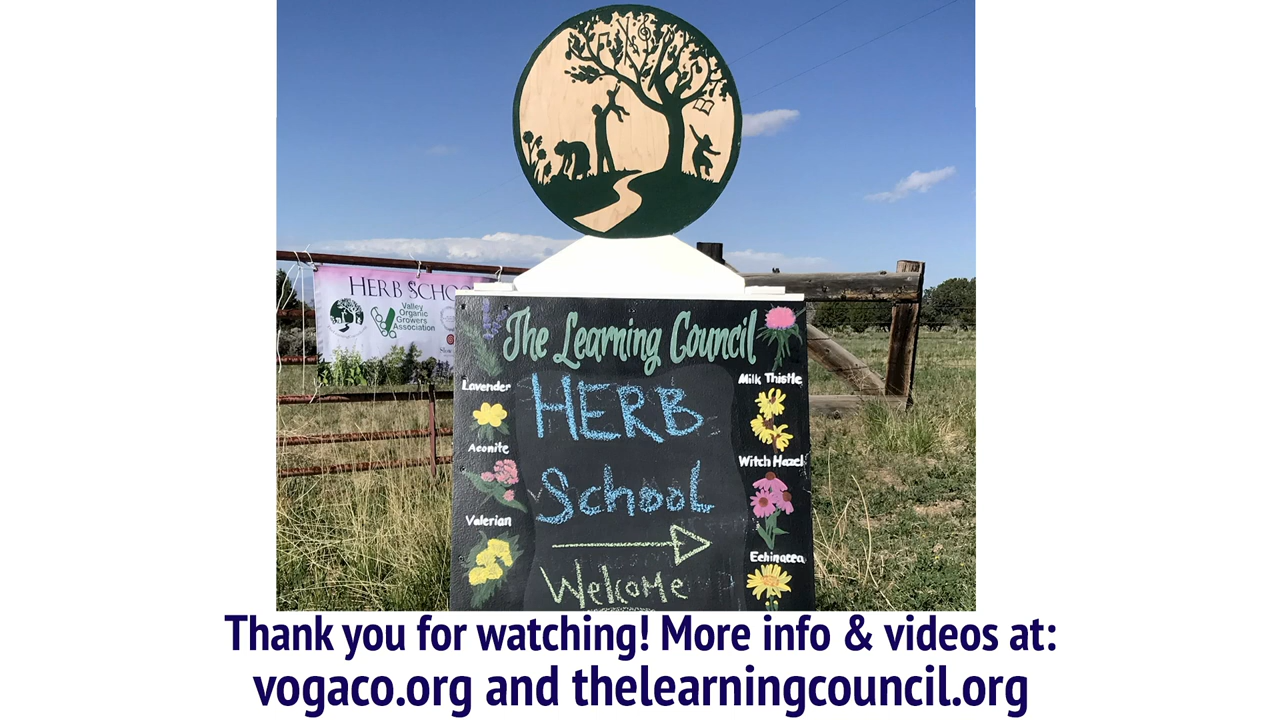 HERB SCHOO
Valley
Organic
Growers
Association
The Learning Council
Lavender
Milk Thistle
HERB
Aconite
Witch Hazel
School
Valerian
Echinacea
Welcome
Thank you for watching! More info & videos at:
vogaco.org and thelearningcouncil.org